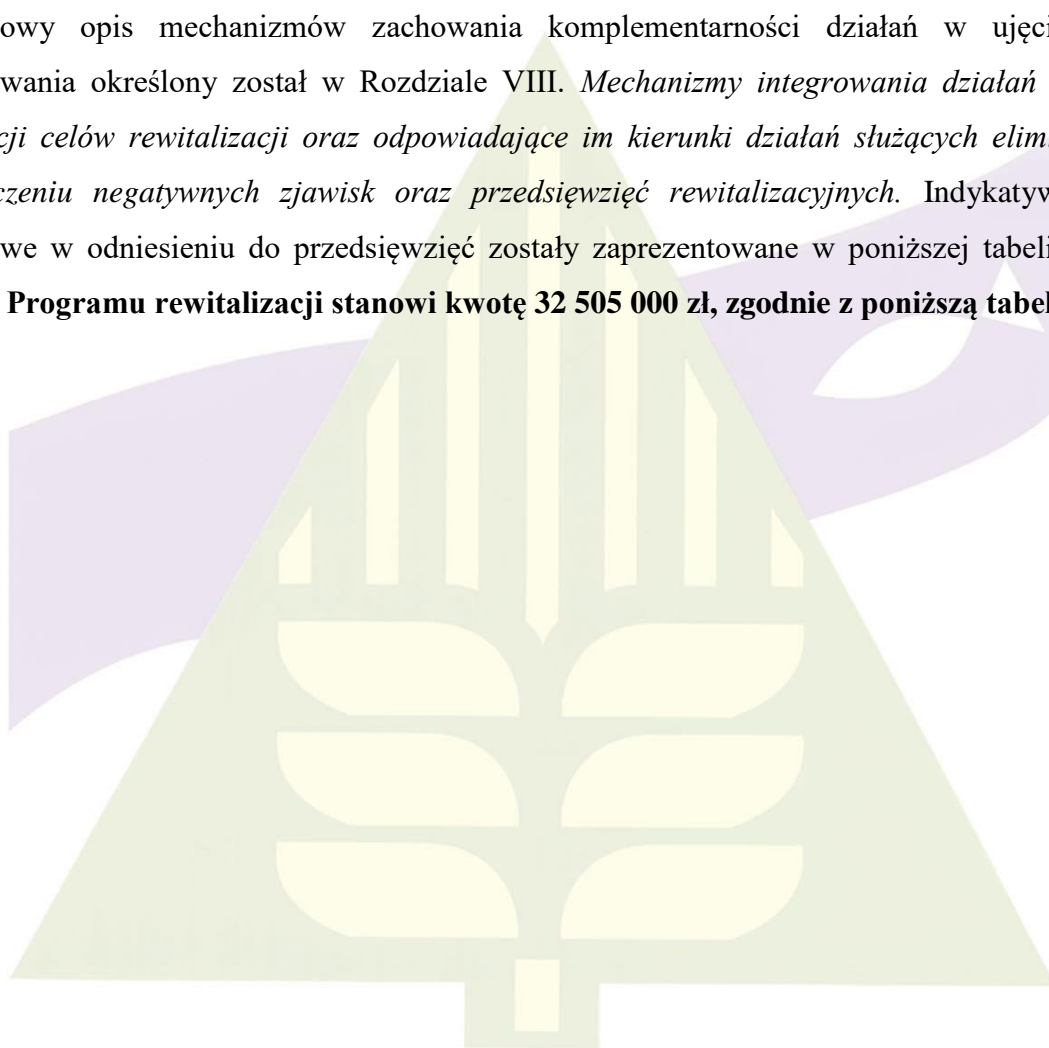 owy opis mechanizmów zachowania komplementarności działań w ujęci
wania określony został w Rozdziale VIII. Mechanizmy integrowania działań
cji celów rewitalizacji oraz odpowiadające im kierunki działań służących elim
czeniu negatywnych zjawisk oraz przedsięwzięć rewitalizacyjnych. Indykatyw
we w odniesieniu do przedsięwzięć zostały zaprezentowane w poniższej tabeli
Programu rewitalizacji stanowi kwotę 32 505 000 zł, zgodnie z poniższą tabel